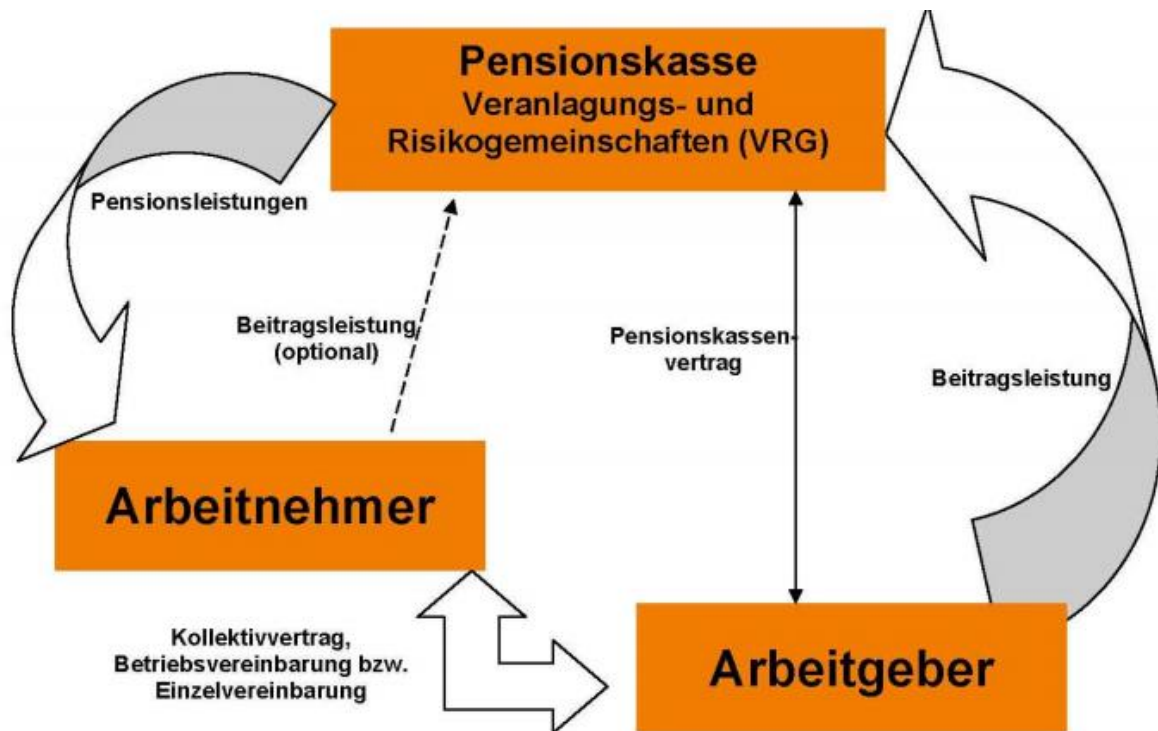 Pensionskasse
Veranlagungs- und
Risikogemeinschaften (VRG)
Pensionsleistungen
Beitragsleistung
(optional)
Pensionskassen-
vertrag
Beitragsleistung
Arbeitnehmer
Kollektivvertrag,
Betriebsvereinbarung bzw.
Einzelvereinbarung
Arbeitgeber